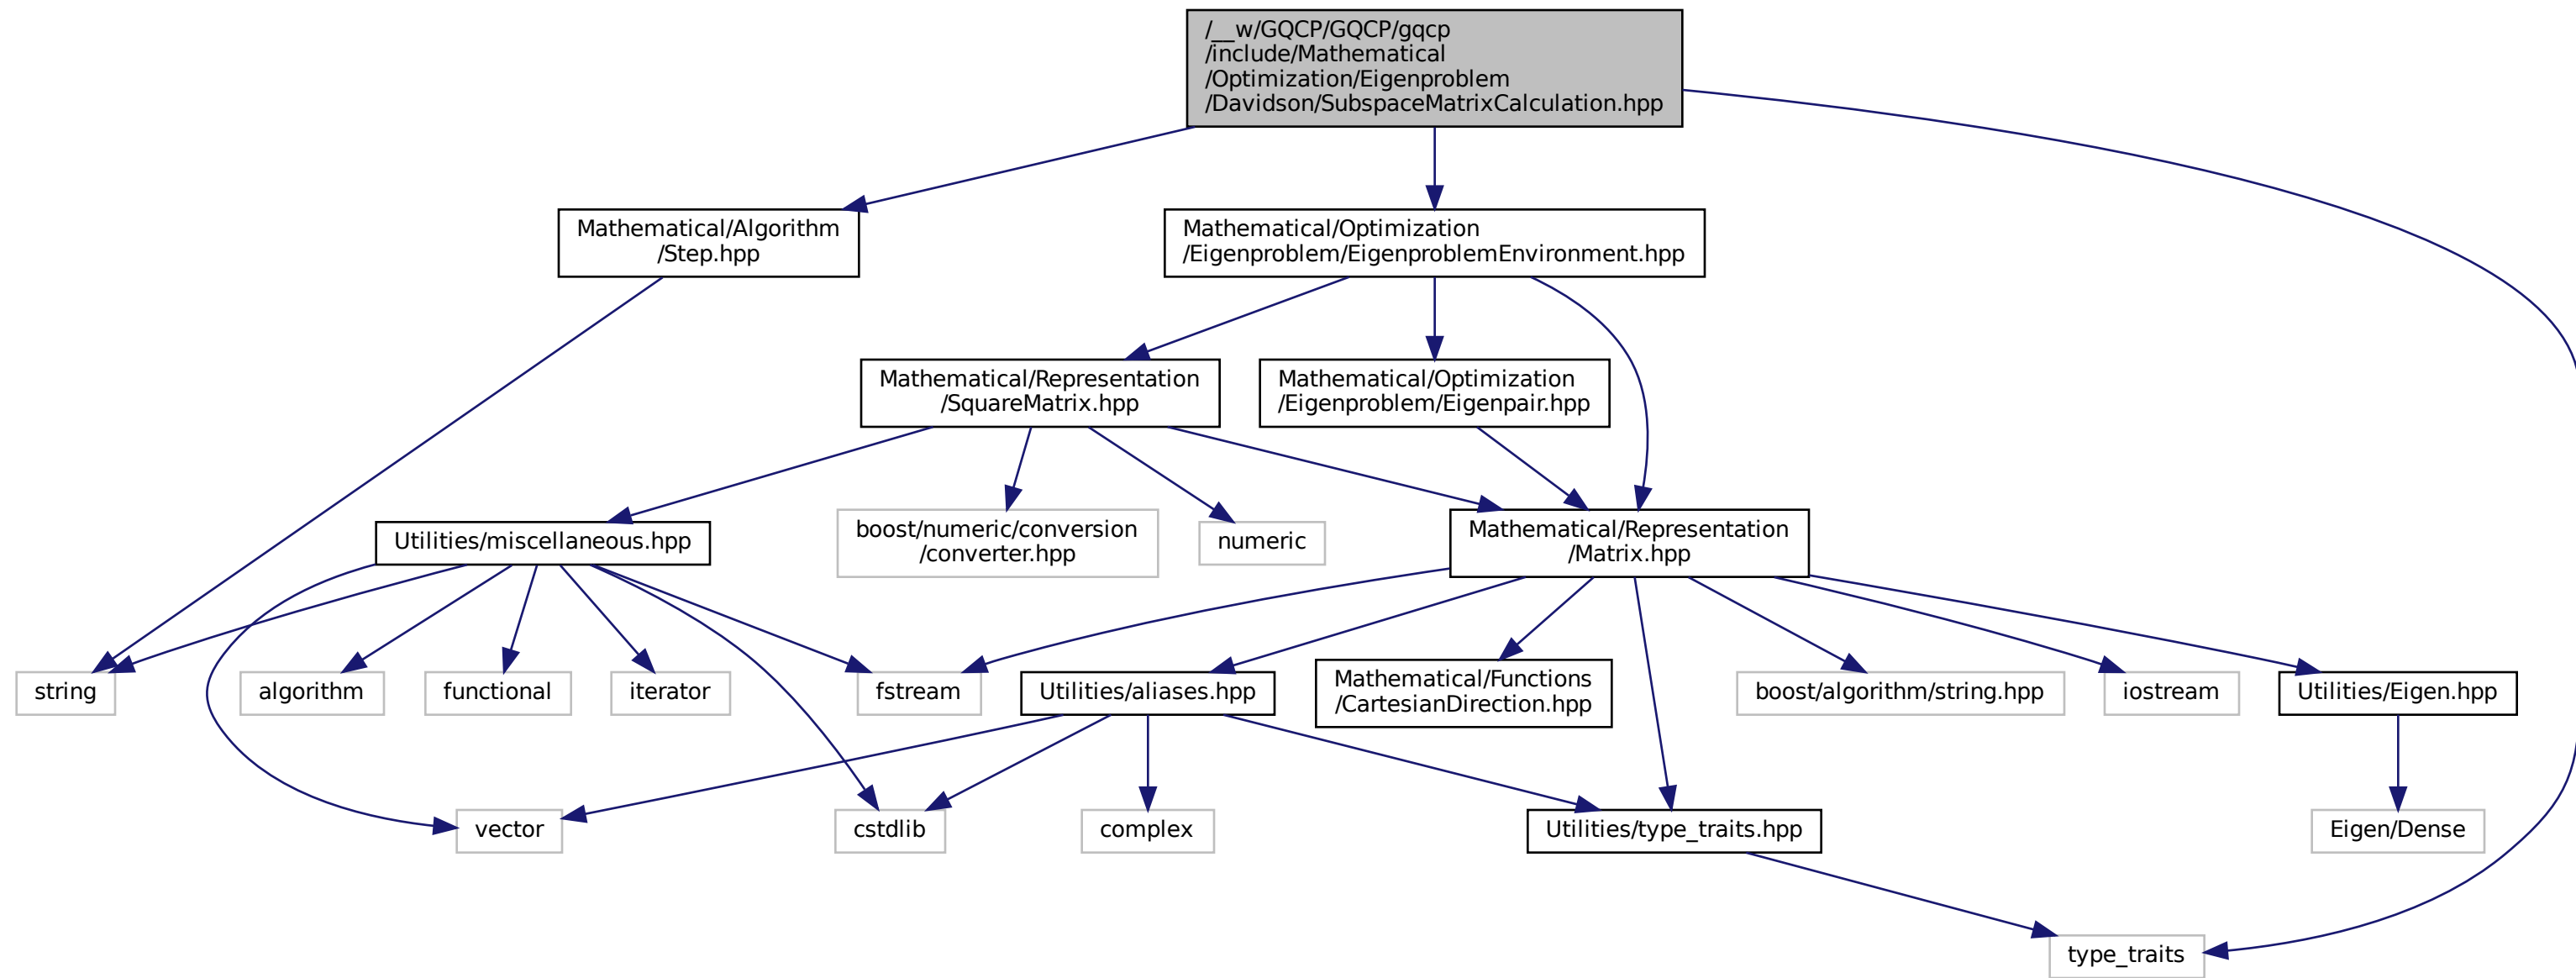 /__w/GQCP/GQCP/gqcp
/include/Mathematical
/Optimization/Eigenproblem
/Davidson/SubspaceMatrixCalculation.hpp
Mathematical/Algorithm
/Step.hpp
Mathematical/Optimization
/Eigenproblem/EigenproblemEnvironment.hpp
Mathematical/Representation
/SquareMatrix.hpp
Mathematical/Optimization
/Eigenproblem/Eigenpair.hpp
Utilities/miscellaneous.hpp
boost/numeric/conversion
/converter.hpp
numeric
Mathematical/Representation
/Matrix.hpp
string
algorithm
functional
iterator
fstream
Utilities/aliases.hpp
Mathematical/Functions
/CartesianDirection.hpp
boost/algorithm/string.hpp
iostream
Utilities/Eigen.hpp
vector
cstdlib
complex
Utilities/type_traits.hpp
Eigen/Dense
type_traits